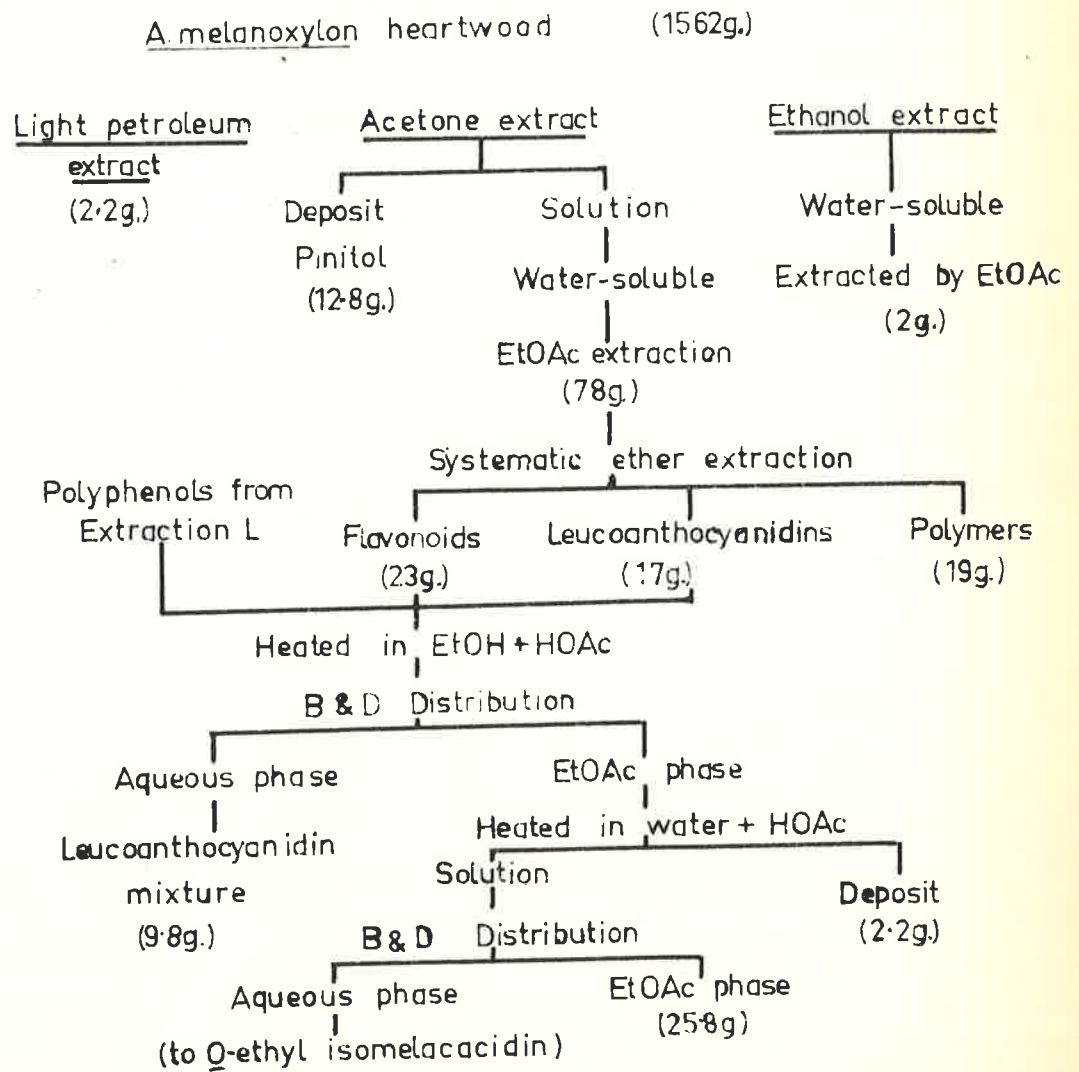 A. melanoxylon heartwood (1562g.)
Light petroleum
extract
(2·2g.)
Acetone extract
Ethanol extract
Deposit
Pinitol
(12·8g.)
Solution
Water-soluble
EtOAc extraction
(78g.)
Water-soluble
Extracted by EtOAc
(2g.)
Systematic ether extraction
Polyphenols from
Extraction L
Flavonoids
(23g.)
Leucoanthocyanidins
(17g.)
Polymers
(19g.)
Heated in EtOH + HOAc
B & D Distribution
Aqueous phase
Leucoanthocyanidin
mixture
(9·8g.)
EtOAc phase
Heated in water + HOAc
Solution
Deposit
(2·2g.)
B & D Distribution
Aqueous phase
(to O-ethyl isomelacacidin)
EtOAc phase
(25·8g)